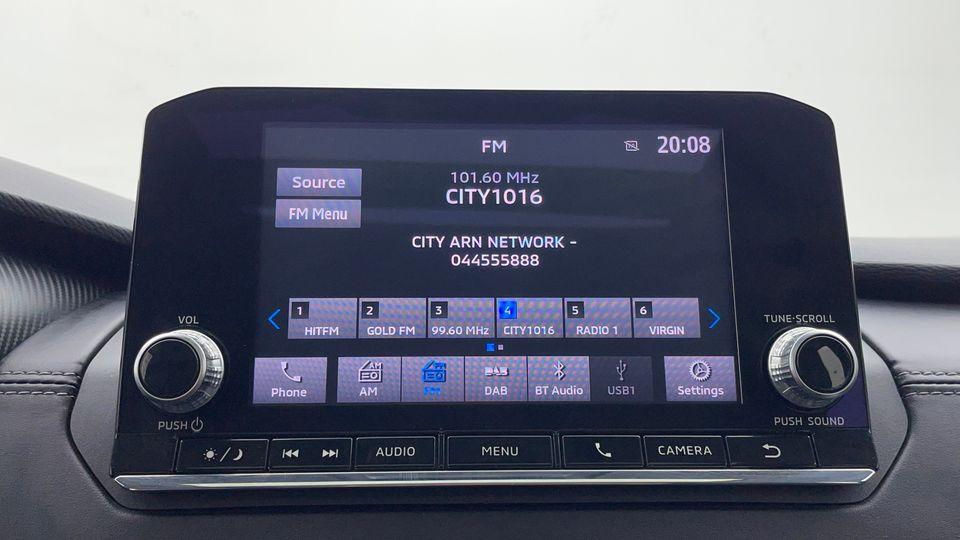 FM
20:08
Source
101.60 MHz
CITY1016
FM Menu
CITY ARN NETWORK -
044555888
1 HITFM
2 GOLD FM
3 99.60 MHz
4 CITY1016
5 RADIO 1
6 VIRGIN
VOL
TUNE·SCROLL
Phone
AM
FM
DAB
BT Audio
USB1
Settings
PUSH
PUSH SOUND
AUDIO
MENU
CAMERA